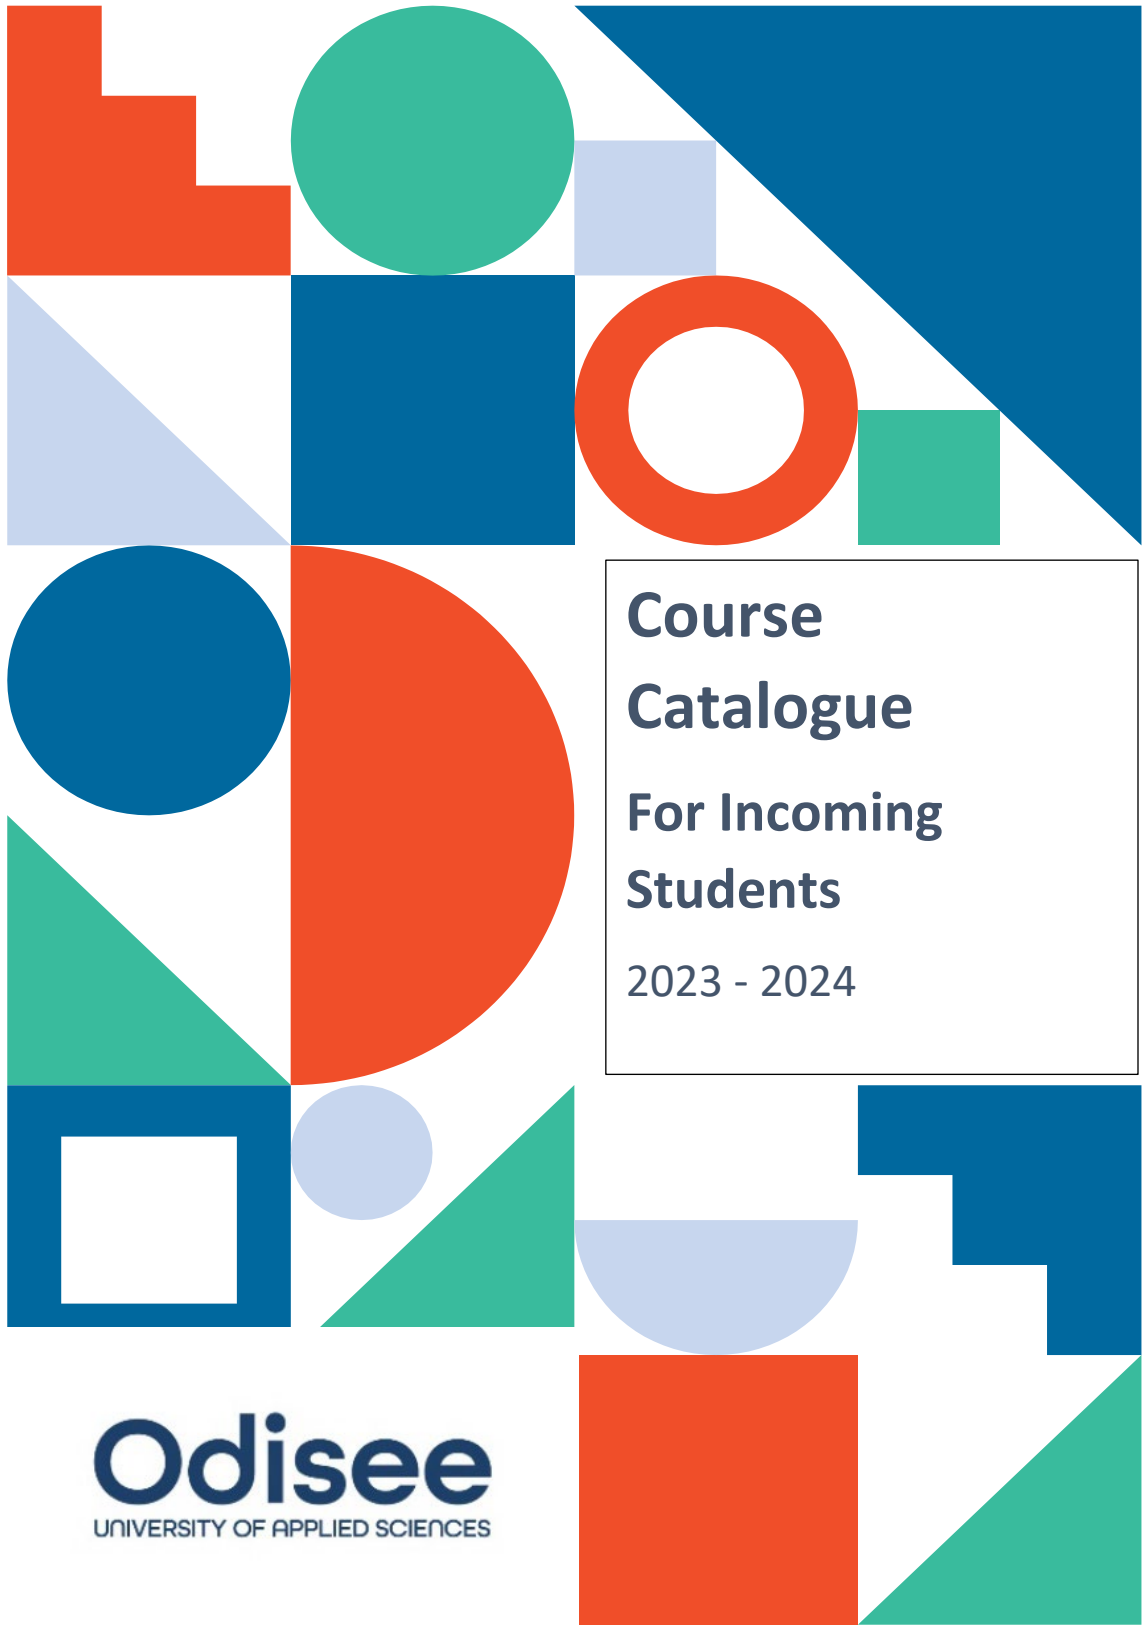 Course
Catalogue
For Incoming
Students
2023 - 2024
Odisee
UNIVERSITY OF APPLIED SCIENCES